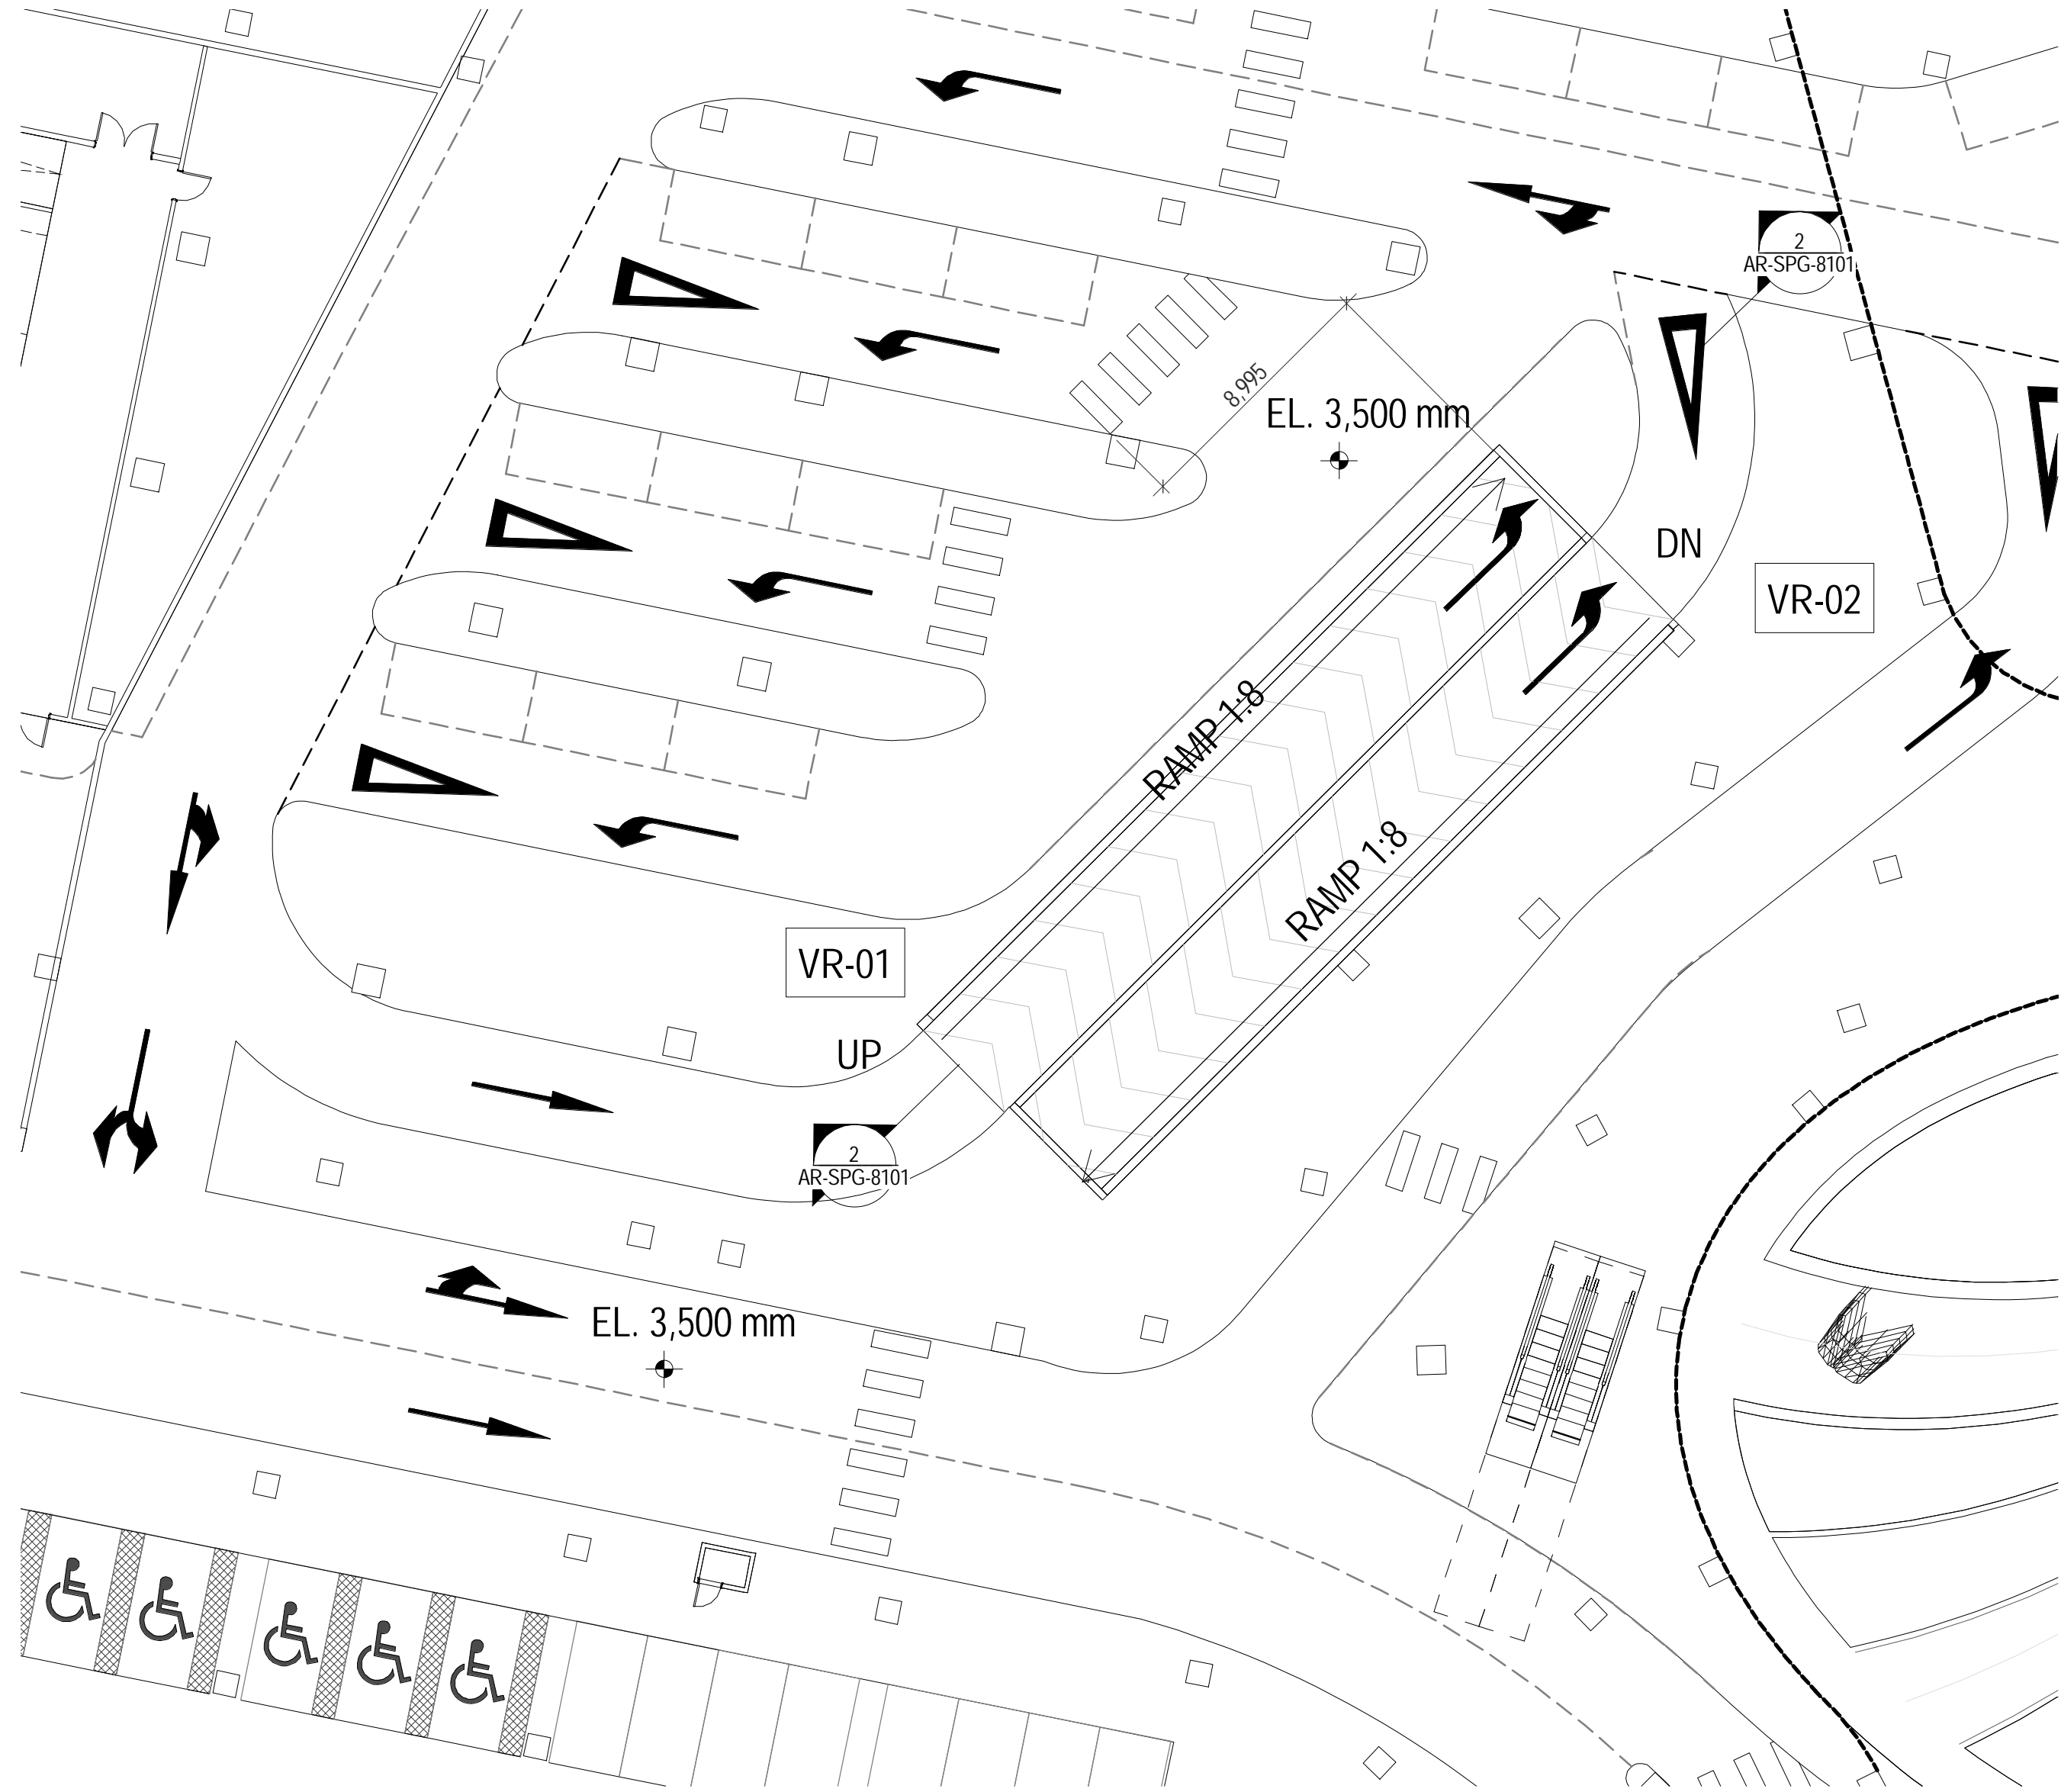 2
AR-SPG-8101
8,995
EL. 3,500 mm
DN
VR-02
RAMP 1:8
RAMP 1:8
VR-01
UP
2
AR-SPG-8101
EL. 3,500 mm